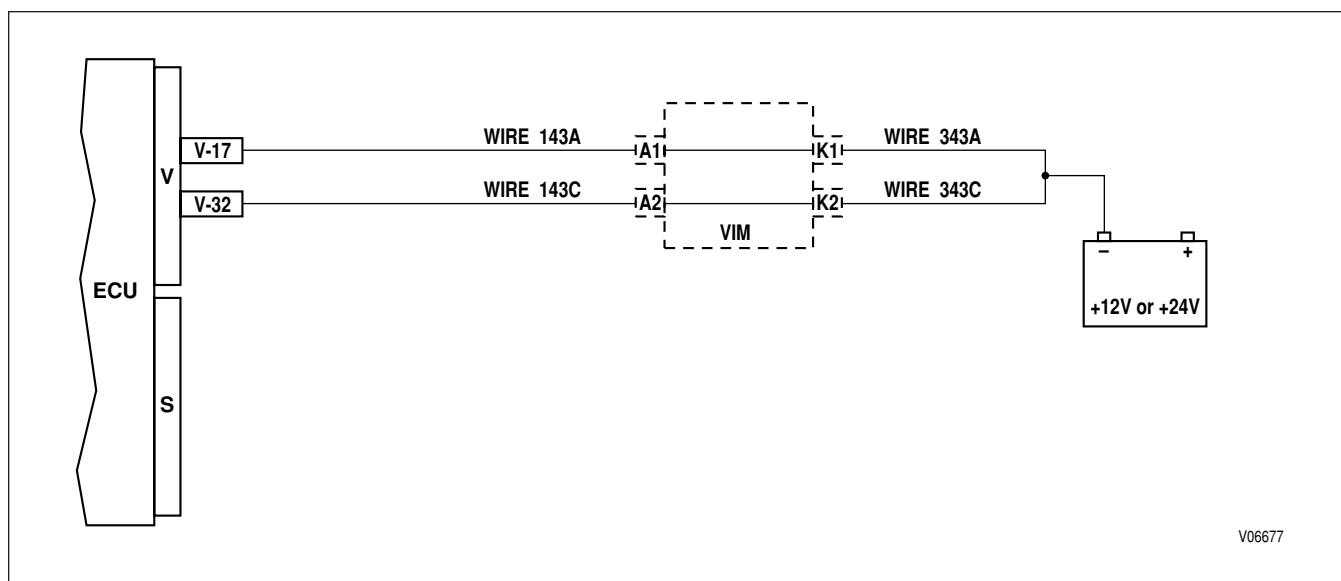 V-17 WIRE 143A A1 K1 WIRE 343A
V
V-32 WIRE 143C A2 K2 WIRE 343C
VIM
– +
ECU
+12V or +24V
S
V06677